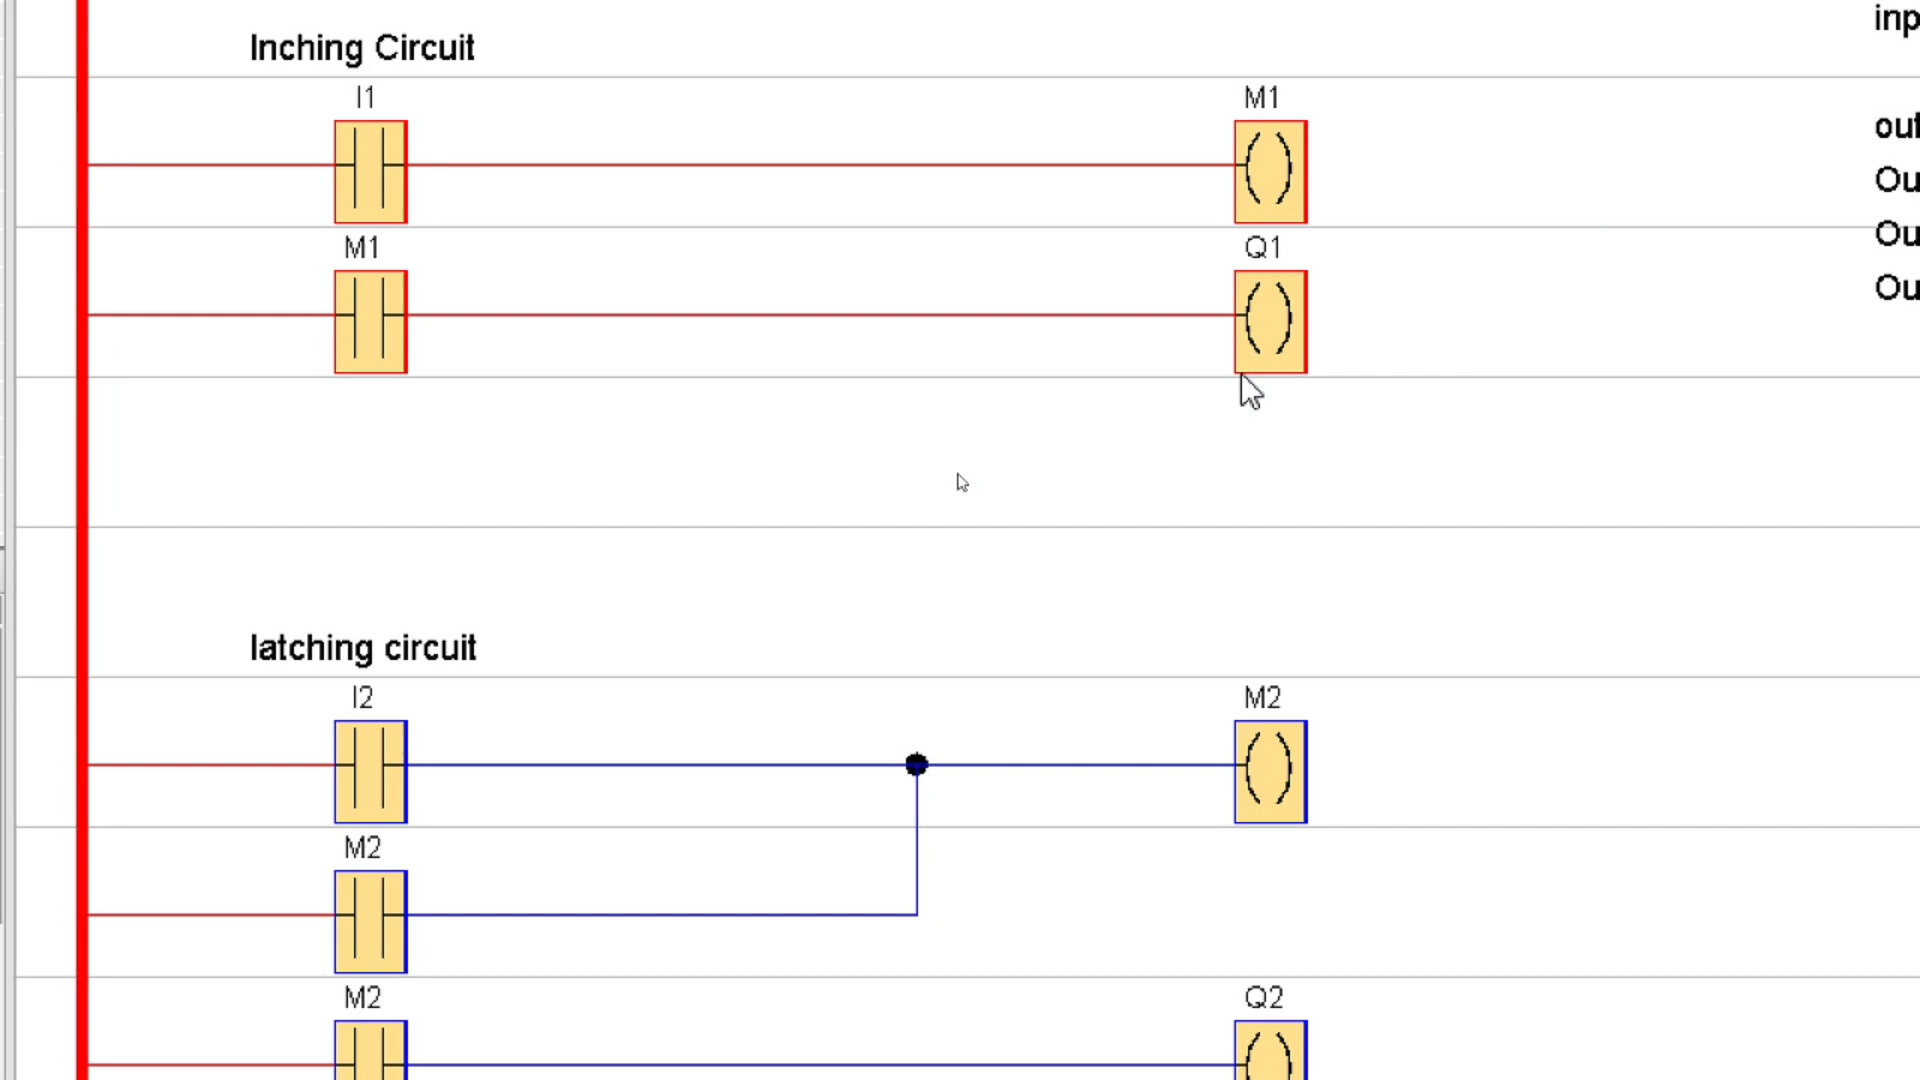 Inching Circuit
I1
M1
M1
Q1
latching circuit
I2
M2
M2
M2
Q2
inp
out
Ou
Ou
Ou